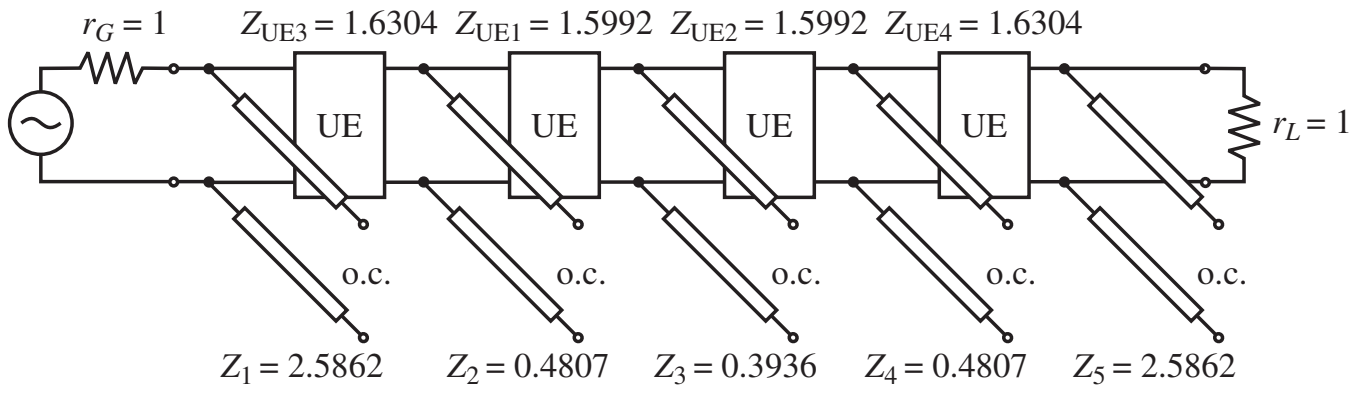 r_G = 1 Z_UE3 = 1.6304 Z_UE1 = 1.5992 Z_UE2 = 1.5992 Z_UE4 = 1.6304
UE UE UE UE r_L = 1
o.c. o.c. o.c. o.c. o.c.
Z_1 = 2.5862 Z_2 = 0.4807 Z_3 = 0.3936 Z_4 = 0.4807 Z_5 = 2.5862